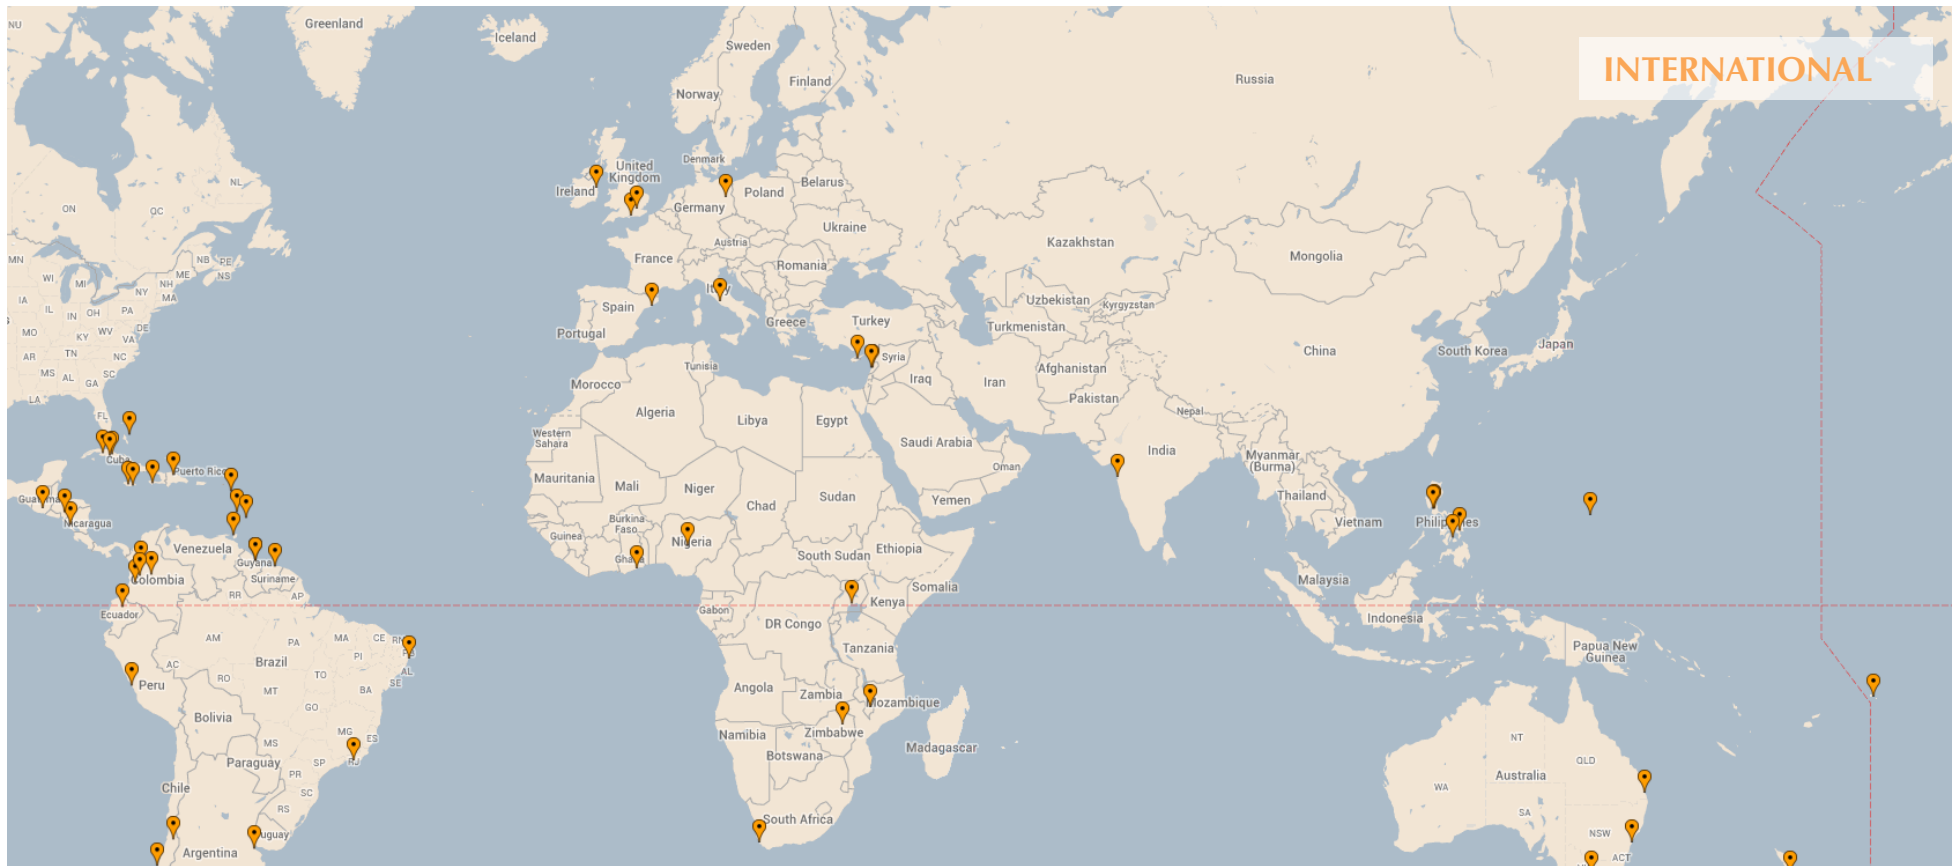 NU
Greenland
Iceland
Sweden
Finland
Norway
Russia
INTERNATIONAL
Denmark
United
Kingdom
Ireland
Belarus
Poland
Germany
NL
ON
QC
Ukraine
Austria
France
Romania
Kazakhstan
Mongolia
MN
WI
MI
NB
PE
ME
NS
NH
NY
MA
IA
IL
IN
OH
PA
Spain
Portugal
Italy
Greece
Turkey
Uzbekistan
Kyrgyzstan
Turkmenistan
MO
KY
WV
VA
DE
AR
TN
NC
MS
AL
GA
SC
LA
FL
Syria
China
South Korea
Japan
Tunisia
Morocco
Iraq
Iran
Afghanistan
Pakistan
Algeria
Libya
Egypt
Nepal
Western
Sahara
Saudi Arabia
India
Myanmar
(Burma)
Cuba
Puerto Rico
Oman
Mauritania
Mali
Niger
Chad
Sudan
Yemen
Thailand
Vietnam
Philippines
Guatemala
Nicaragua
Burkina
Faso
Guinea
Nigeria
Ghana
South Sudan
Ethiopia
Somalia
Venezuela
Guyana
Suriname
Colombia
RR
AP
Ecuador
Malaysia
Indonesia
Gabon
Kenya
DR Congo
Tanzania
Papua New
Guinea
AM
PA
MA
CE
RN
PB
PI
AC
RO
TO
AL
SE
BA
MT
Brazil
Peru
GO
Bolivia
MG
ES
MS
SP
RJ
Paraguay
PR
SC
RS
Chile
Uruguay
Argentina
Angola
Zambia
Mozambique
Namibia
Zimbabwe
Botswana
Madagascar
South Africa
NT
QLD
WA
Australia
SA
NSW
ACT